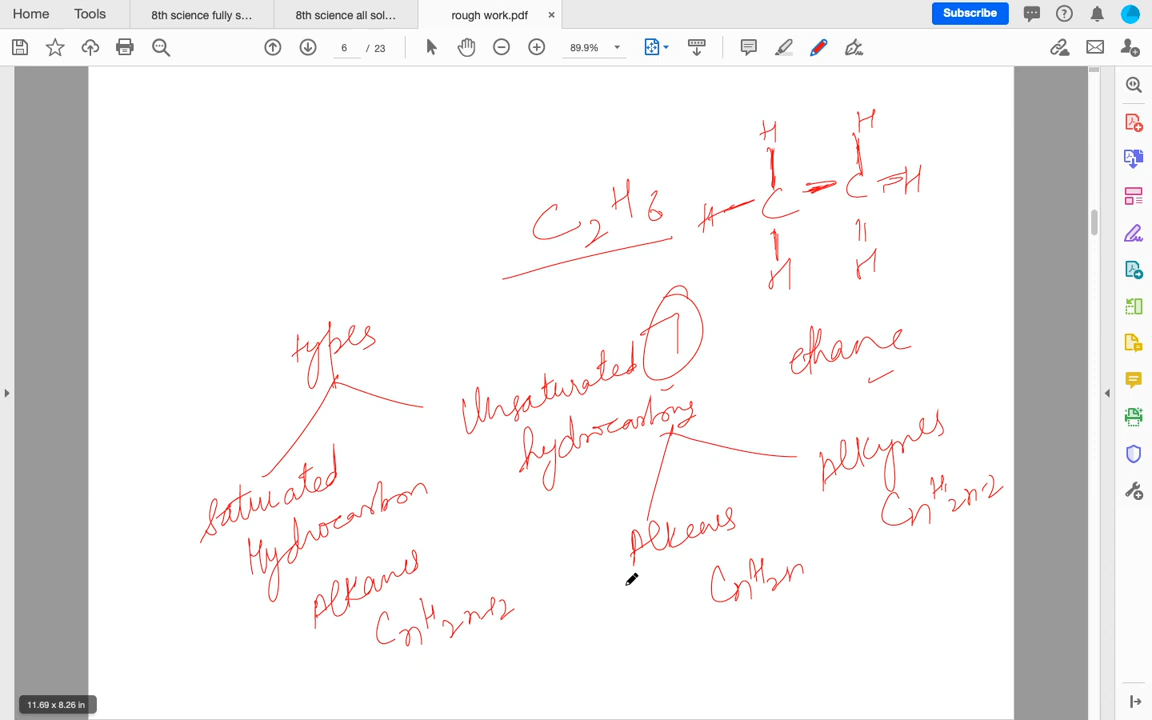 Home Tools 8th science fully s... 8th science all sol... rough work.pdf × Subscribe
6 / 23 89.9%
H H
C2H6 H C C H
H H
types
Unsaturated
hydrocarbons
ethane
Saturated
Hydrocarbon
Alkanes
CnH2n+2
Alkenes
CnH2n
Alkynes
CnH2n-2
11.69 x 8.26 in